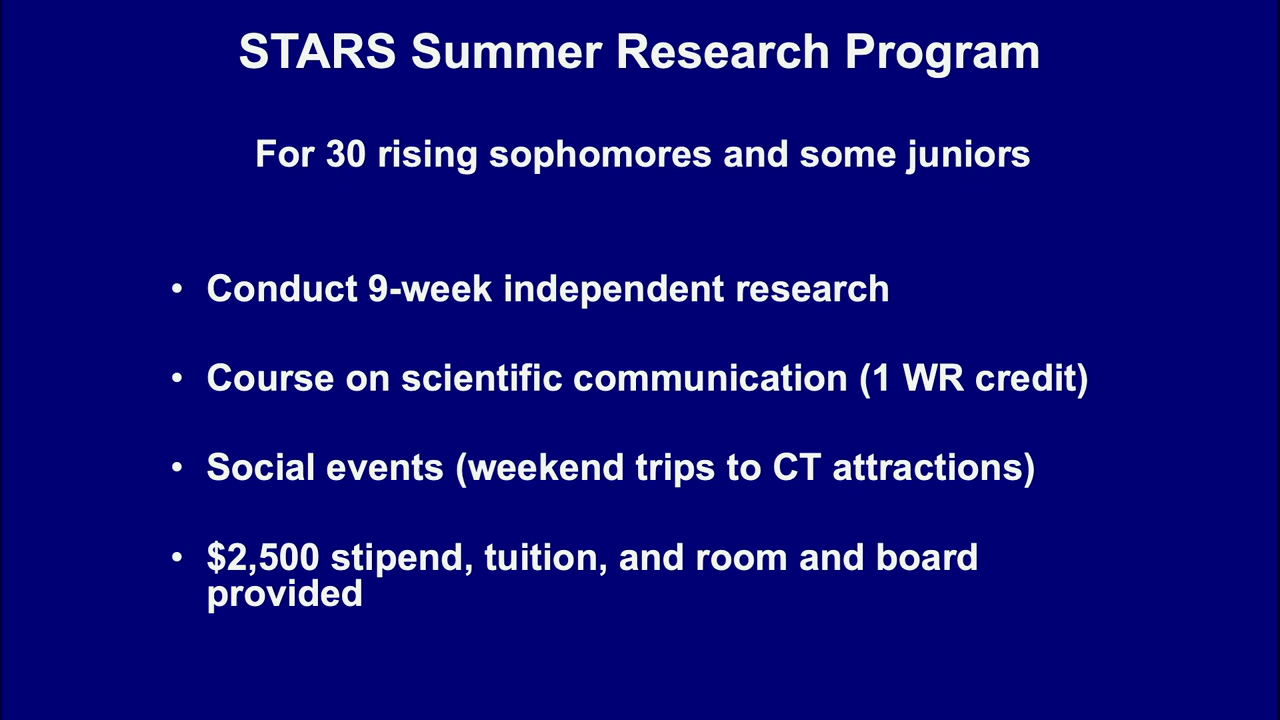 STARS Summer Research Program
For 30 rising sophomores and some juniors
• Conduct 9-week independent research
• Course on scientific communication (1 WR credit)
• Social events (weekend trips to CT attractions)
• $2,500 stipend, tuition, and room and board
provided